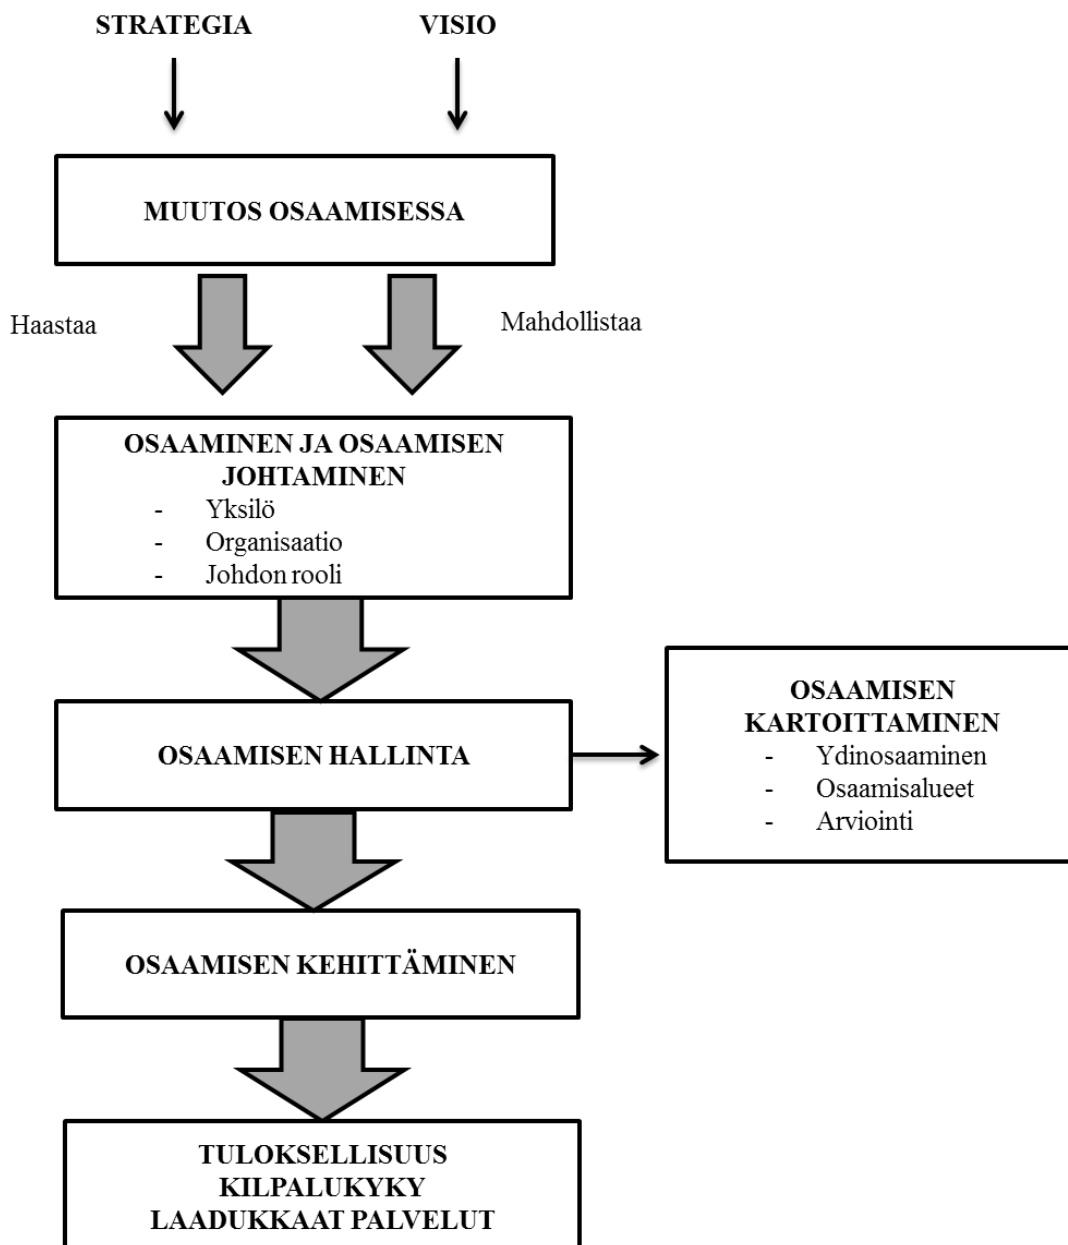 STRATEGIA
VISIO
MUUTOS OSAAMISESSA
Haastaa
Mahdollistaa
OSAAMINEN JA OSAAMISEN
JOHTAMINEN
- Yksilö
- Organisaatio
- Johdon rooli
OSAAMISEN HALLINTA
OSAAMISEN
KARTOITTAMINEN
- Ydinosaaminen
- Osaamisalueet
- Arviointi
OSAAMISEN KEHITTÄMINEN
TULOKSELLISUUS
KILPALUKYKY
LAADUKKAAT PALVELUT